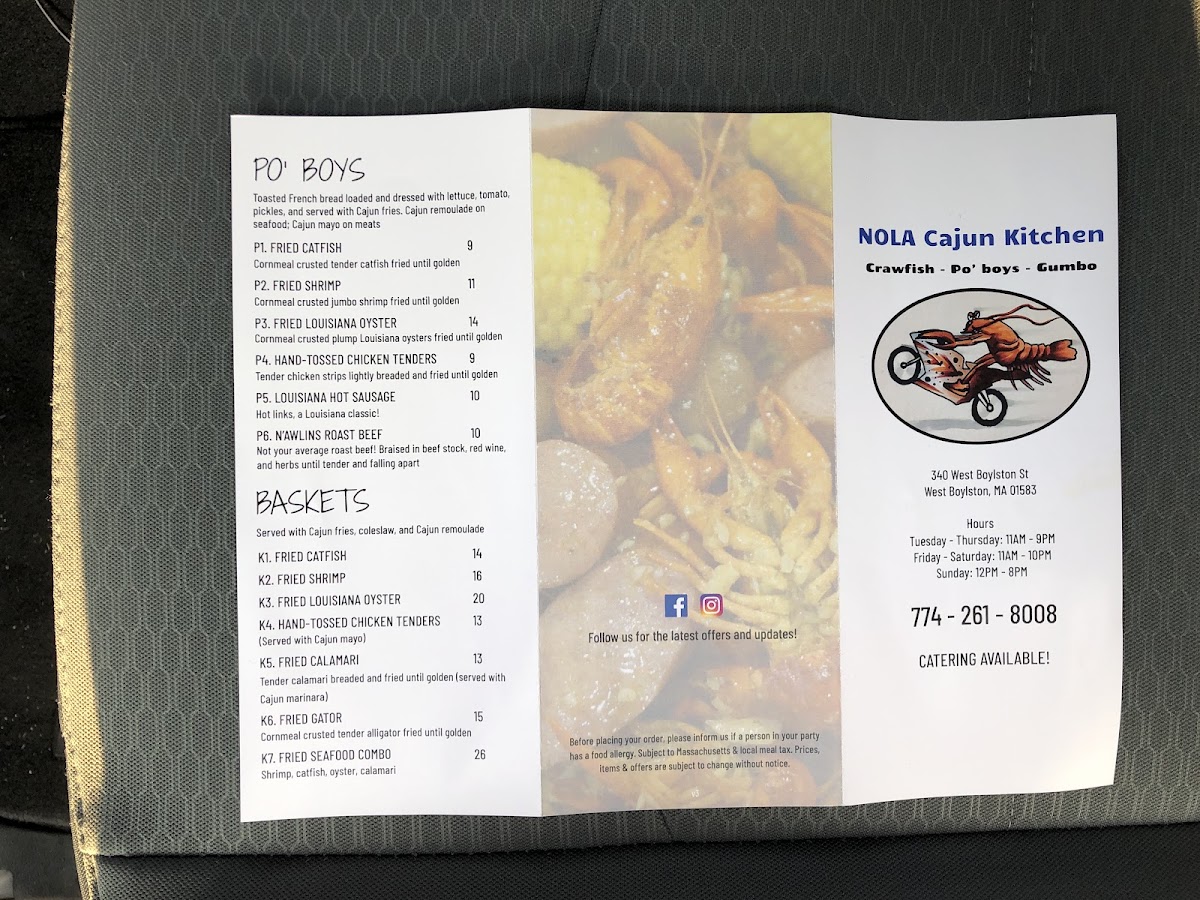 PO' BOYS
Toasted French bread loaded and dressed with lettuce, tomato,
pickles, and served with Cajun fries. Cajun remoulade on
seafood; Cajun mayo on meats
P1. FRIED CATFISH 9
Cornmeal crusted tender catfish fried until golden
P2. FRIED SHRIMP 11
Cornmeal crusted jumbo shrimp fried until golden
P3. FRIED LOUISIANA OYSTER 14
Cornmeal crusted plump Louisiana oysters fried until golden
P4. HAND-TOSSED CHICKEN TENDERS 9
Tender chicken strips lightly breaded and fried until golden
P5. LOUISIANA HOT SAUSAGE 10
Hot links, a Louisiana classic!
P6. N'AWLINS ROAST BEEF 10
Not your average roast beef! Braised in beef stock, red wine,
and herbs until tender and falling apart
BASKETS
Served with Cajun fries, coleslaw, and Cajun remoulade
K1. FRIED CATFISH 14
K2. FRIED SHRIMP 16
K3. FRIED LOUISIANA OYSTER 20
K4. HAND-TOSSED CHICKEN TENDERS 13
(Served with Cajun mayo)
K5. FRIED CALAMARI 13
Tender calamari breaded and fried until golden (served with
Cajun marinara)
K6. FRIED GATOR 15
Cornmeal crusted tender alligator fried until golden
K7. FRIED SEAFOOD COMBO 26
Shrimp, catfish, oyster, calamari
Follow us for the latest offers and updates!
Before placing your order, please inform us if a person in your party
has a food allergy. Subject to Massachusetts & local meal tax. Prices,
items & offers are subject to change without notice.
v3
NOLA Cajun Kitchen
Crawfish - Po' boys - Gumbo
340 West Boylston St
West Boylston, MA 01583
Hours
Tuesday - Thursday: 11AM - 9PM
Friday - Saturday: 11AM - 10PM
Sunday: 12PM - 8PM
774 - 261 - 8008
CATERING AVAILABLE!